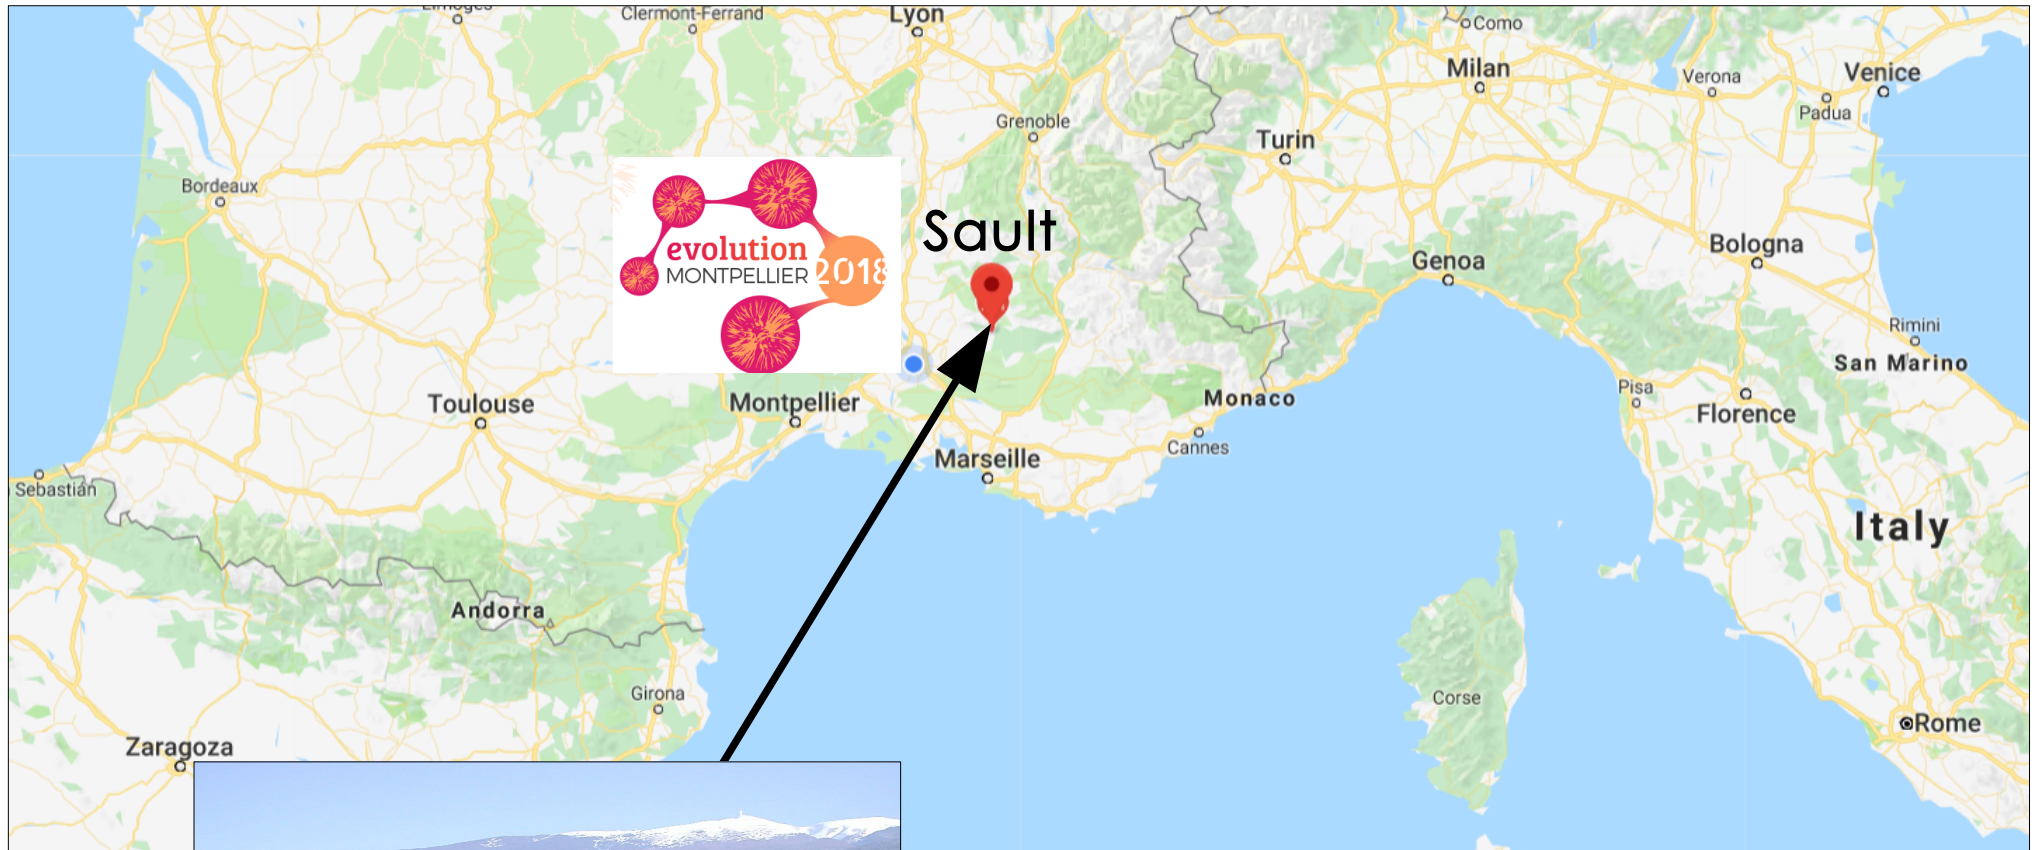 Limoges
Clermont-Ferrand
Lyon
Como
Milan
Verona
Venice
Padua
Grenoble
Turin
Bordeaux
Sault
evolution
MONTPELLIER 2018
Genoa
Bologna
Rimini
San Marino
Toulouse
Montpellier
Monaco
Pisa
Florence
Cannes
Marseille
Sebastián
Italy
Andorra
Girona
Corse
Rome
Zaragoza